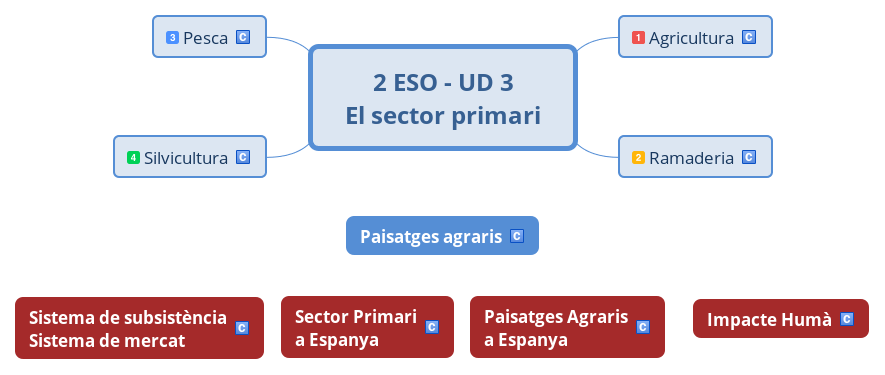 3 Pesca C
2 ESO - UD 3
El sector primari
1 Agricultura C
4 Silvicultura C
2 Ramaderia C
Paisatges agraris C
Sistema de subsistència
Sistema de mercat C
Sector Primari
a Espanya C
Paisatges Agraris
a Espanya C
Impacte Humà C